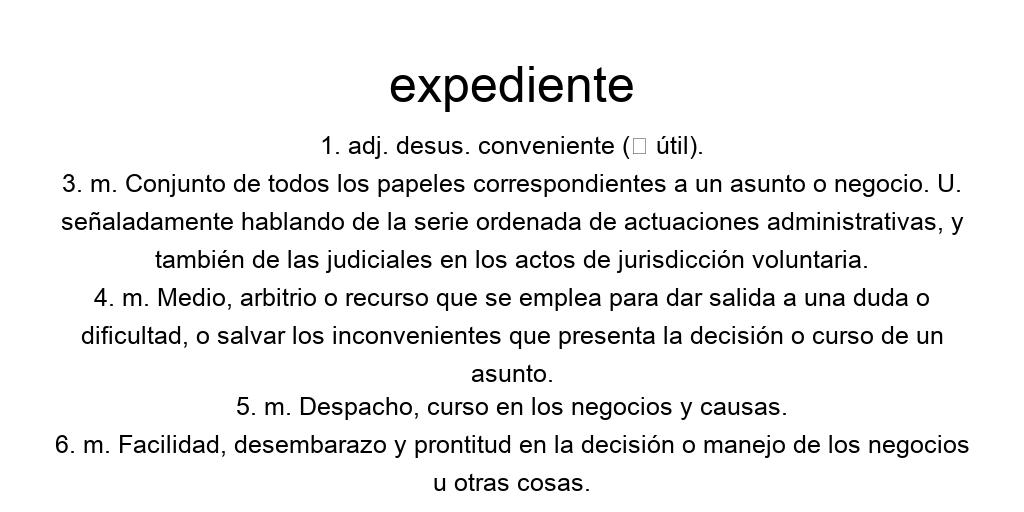 expediente
1. adj. desus. conveniente (□ útil).
3. m. Conjunto de todos los papeles correspondientes a un asunto o negocio. U.
señaladamente hablando de la serie ordenada de actuaciones administrativas, y
también de las judiciales en los actos de jurisdicción voluntaria.
4. m. Medio, arbitrio o recurso que se emplea para dar salida a una duda o
dificultad, o salvar los inconvenientes que presenta la decisión o curso de un
asunto.
5. m. Despacho, curso en los negocios y causas.
6. m. Facilidad, desembarazo y prontitud en la decisión o manejo de los negocios
u otras cosas.